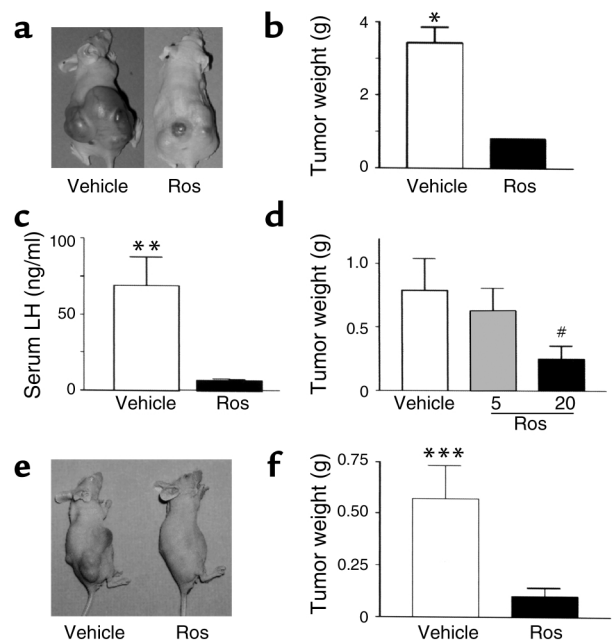 a
Vehicle Ros
b
Tumor weight (g)
4
2
0
*
Vehicle Ros
c
Serum LH (ng/ml)
100
50
0
**
Vehicle Ros
d
Tumor weight (g)
1.0
0.5
0
#
Vehicle 5 20
Ros
e
Vehicle Ros
f
Tumor weight (g)
0.75
0.50
0.25
0
***
Vehicle Ros